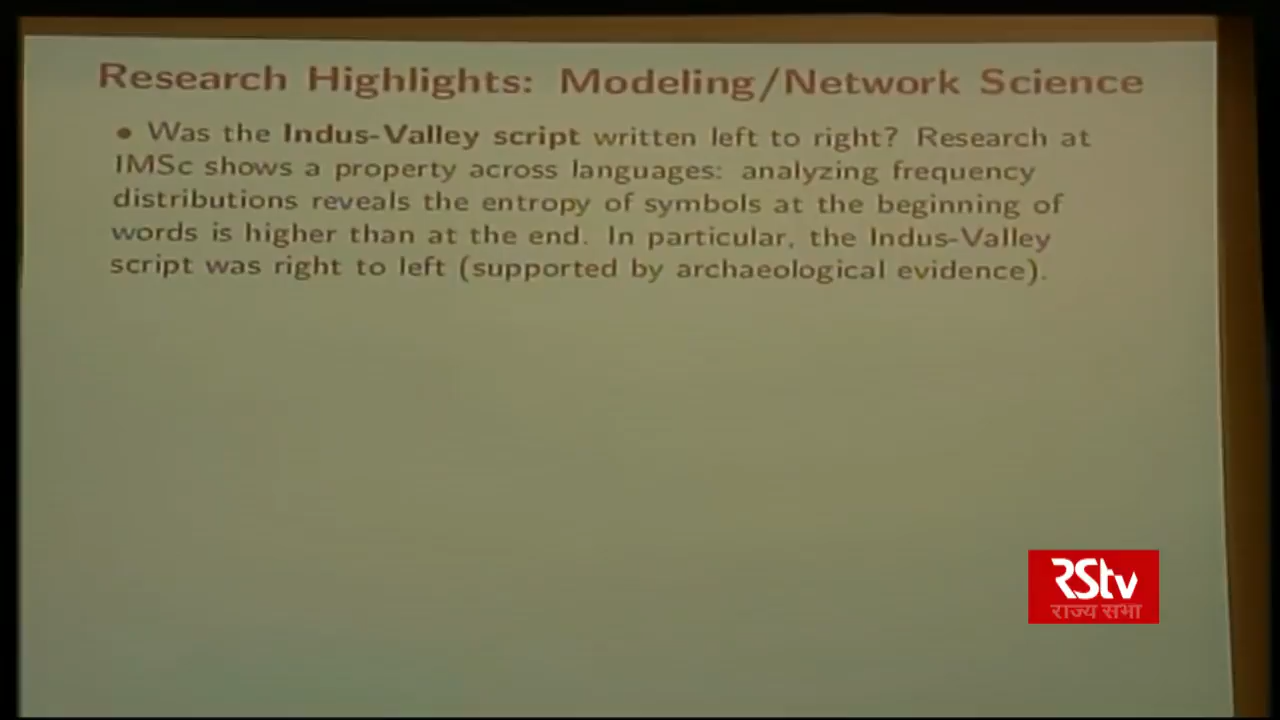 Research Highlights: Modeling/Network Science
• Was the Indus-Valley script written left to right? Research at
IMSc shows a property across languages: analyzing frequency
distributions reveals the entropy of symbols at the beginning of
words is higher than at the end. In particular, the Indus-Valley
script was right to left (supported by archaeological evidence).
RStv
राज्य सभा